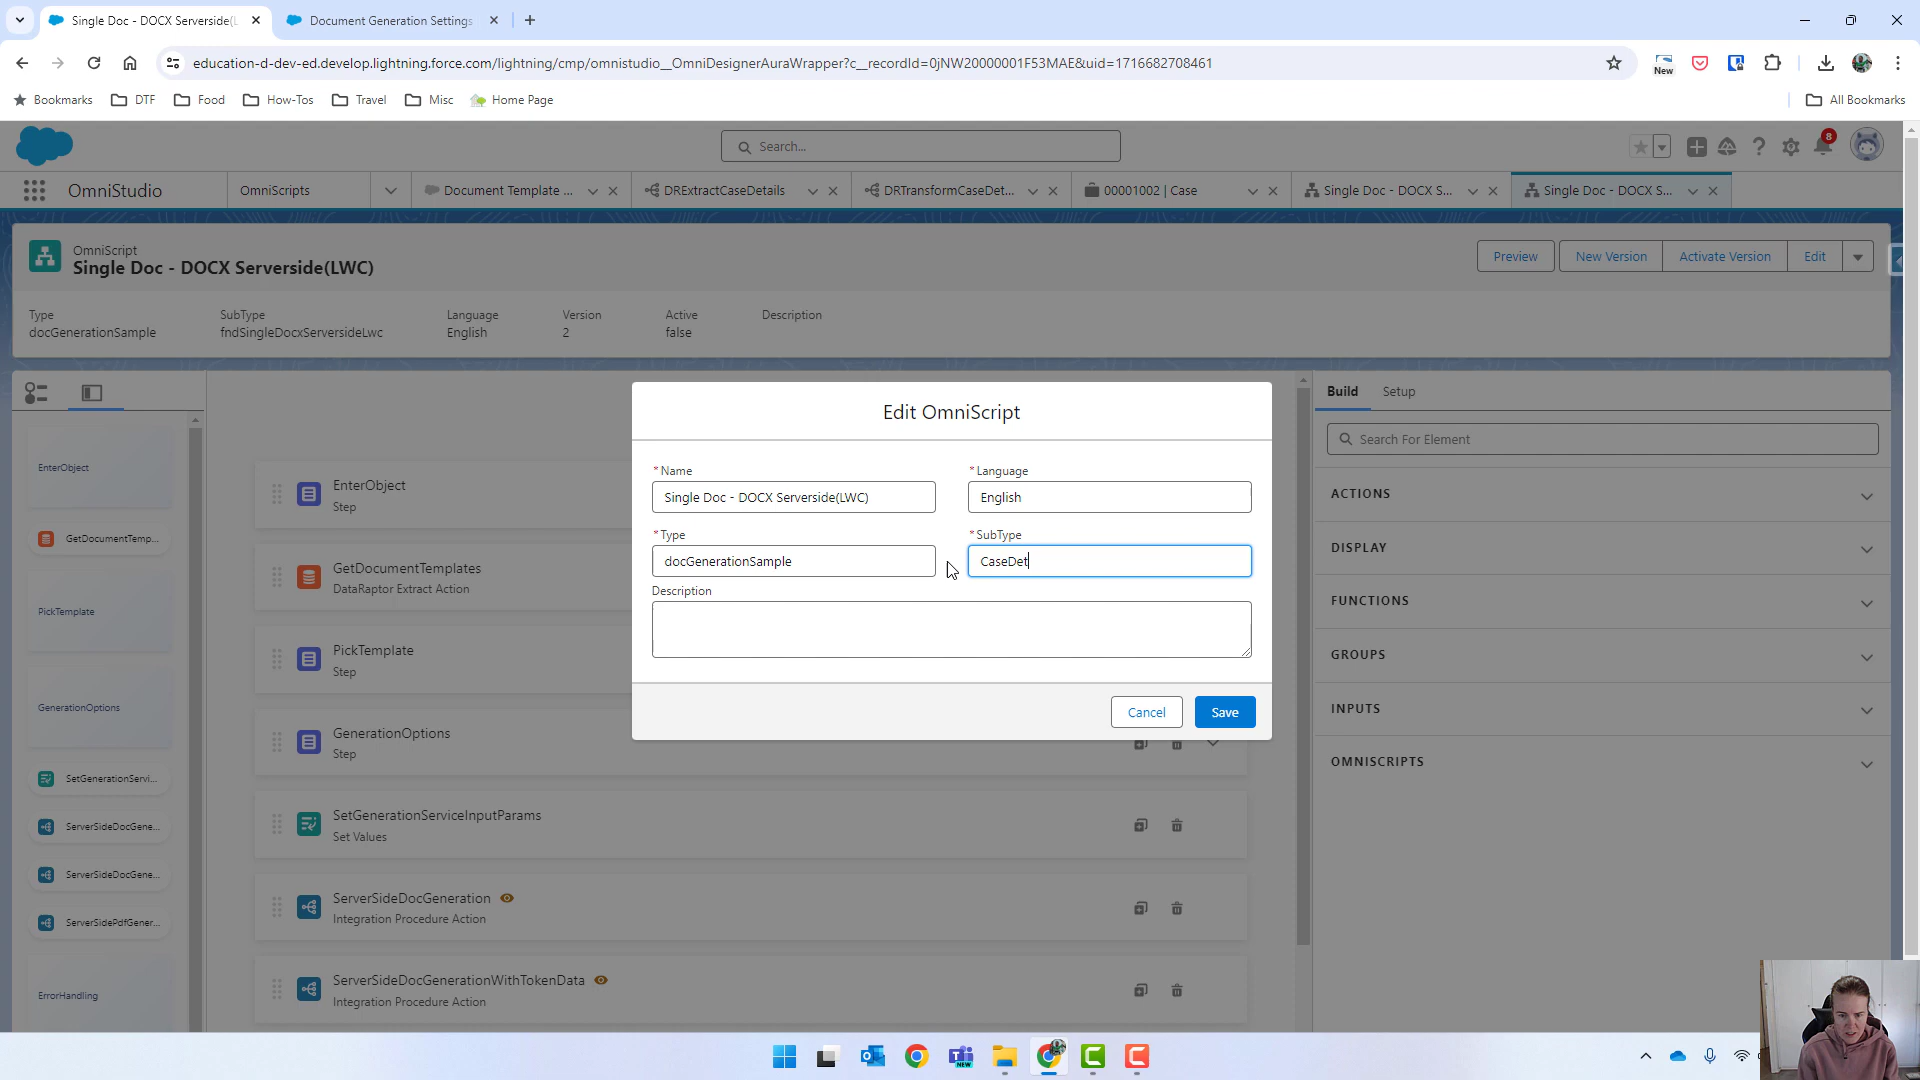 Single Doc - DOCX Serverside(L
Document Generation Settings
education-d-dev-ed.develop.lightning.force.com/lightning/cmp/omnistudio__OmniDesignerAuraWrapper?c__recordId=0jNW20000001F53MAE&uid=1716682708461
New
Bookmarks
DTF
Food
How-Tos
Travel
Misc
Home Page
All Bookmarks
Search...
8
OmniStudio
OmniScripts
Document Template ...
DRExtractCaseDetails
DRTransformCaseDet...
00001002 | Case
Single Doc - DOCX S...
Single Doc - DOCX S...
OmniScript
Single Doc - DOCX Serverside(LWC)
Preview
New Version
Activate Version
Edit
Type
SubType
Language
Version
Active
Description
docGenerationSample
fndSingleDocxServersideLwc
English
2
false
EnterObject
GetDocumentTemp...
PickTemplate
GenerationOptions
SetGenerationServi...
ServerSideDocGene...
ServerSideDocGene...
ServerSidePdfGener...
ErrorHandling
EnterObject
Step
GetDocumentTemplates
DataRaptor Extract Action
PickTemplate
Step
GenerationOptions
Step
SetGenerationServiceInputParams
Set Values
ServerSideDocGeneration
Integration Procedure Action
ServerSideDocGenerationWithTokenData
Integration Procedure Action
Edit OmniScript
*Name
*Language
Single Doc - DOCX Serverside(LWC)
English
*Type
*SubType
docGenerationSample
CaseDet
Description
Cancel
Save
Build
Setup
Search For Element
ACTIONS
DISPLAY
FUNCTIONS
GROUPS
INPUTS
OMNISCRIPTS
NEW